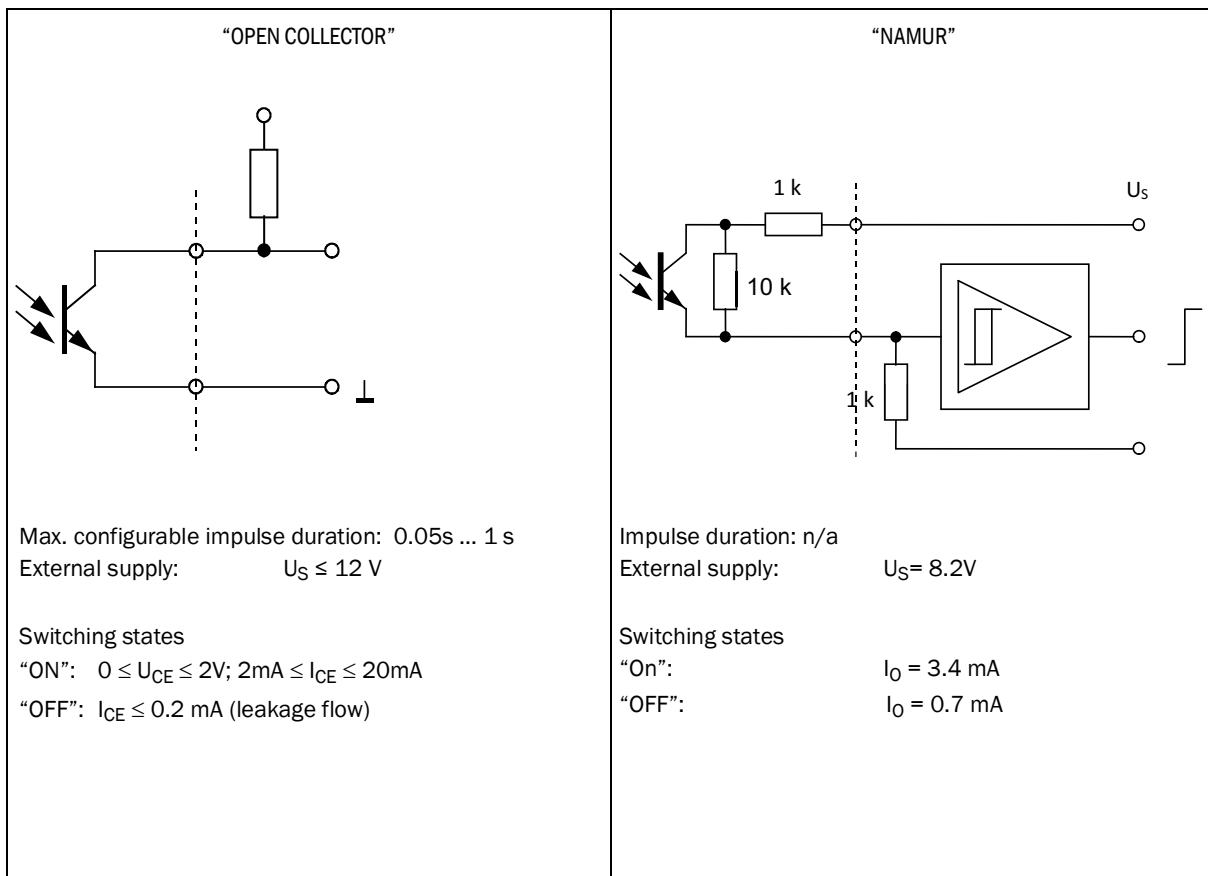 “OPEN COLLECTOR”
Max. configurable impulse duration: 0.05s ... 1 s
External supply: US ≤ 12 V
Switching states
“ON”: 0 ≤ UCE ≤ 2V; 2mA ≤ ICE ≤ 20mA
“OFF”: ICE ≤ 0.2 mA (leakage flow)
“NAMUR”
1 k
US
10 k
1 k
Impulse duration: n/a
External supply: US= 8.2V
Switching states
“On”: IO = 3.4 mA
“OFF”: IO = 0.7 mA